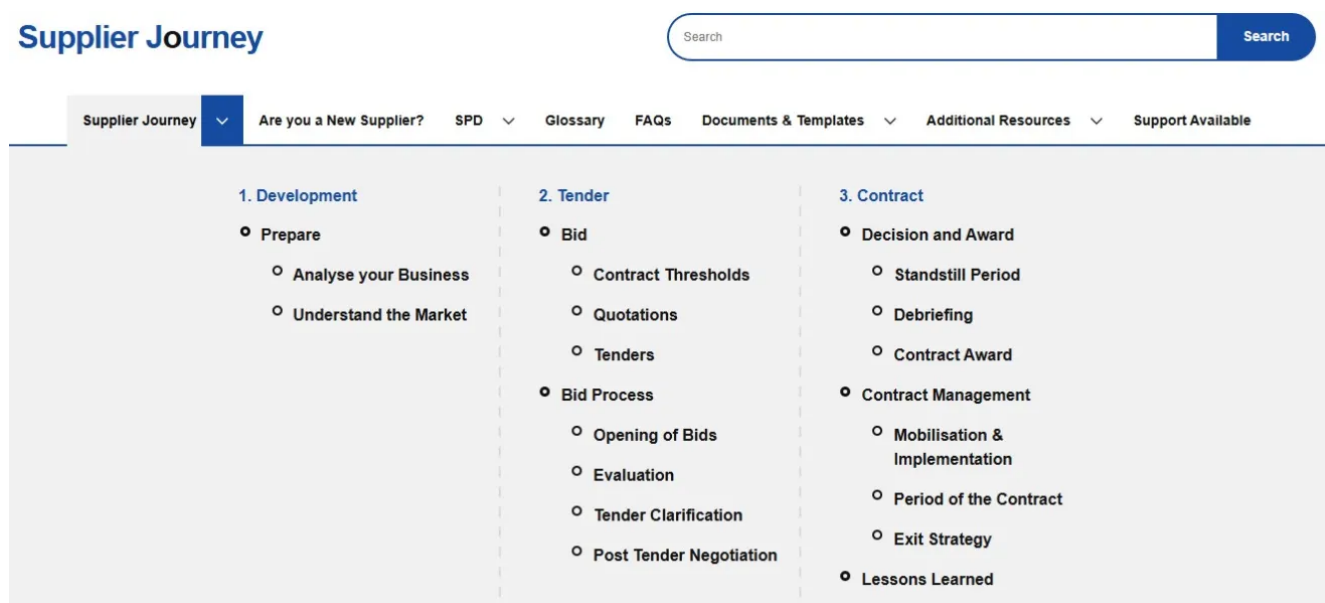 Supplier Journey
Search
Search
Supplier Journey
Are you a New Supplier?
SPD
Glossary
FAQs
Documents & Templates
Additional Resources
Support Available
1. Development
Prepare
Analyse your Business
Understand the Market
2. Tender
Bid
Contract Thresholds
Quotations
Tenders
Bid Process
Opening of Bids
Evaluation
Tender Clarification
Post Tender Negotiation
3. Contract
Decision and Award
Standstill Period
Debriefing
Contract Award
Contract Management
Mobilisation &
Implementation
Period of the Contract
Exit Strategy
Lessons Learned